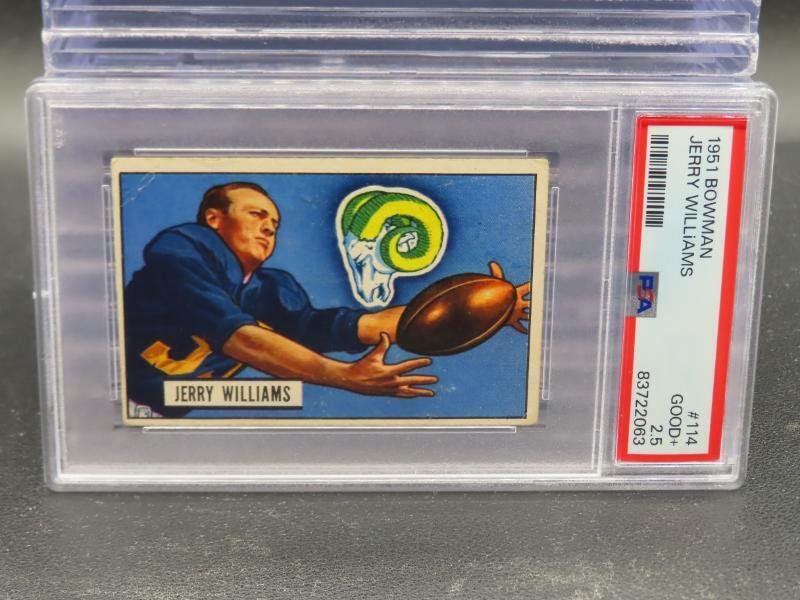 JERRY WILLIAMS
1951 BOWMAN
JERRY WILLiAMS
PSA
#114
GOOD+
2.5
83722063